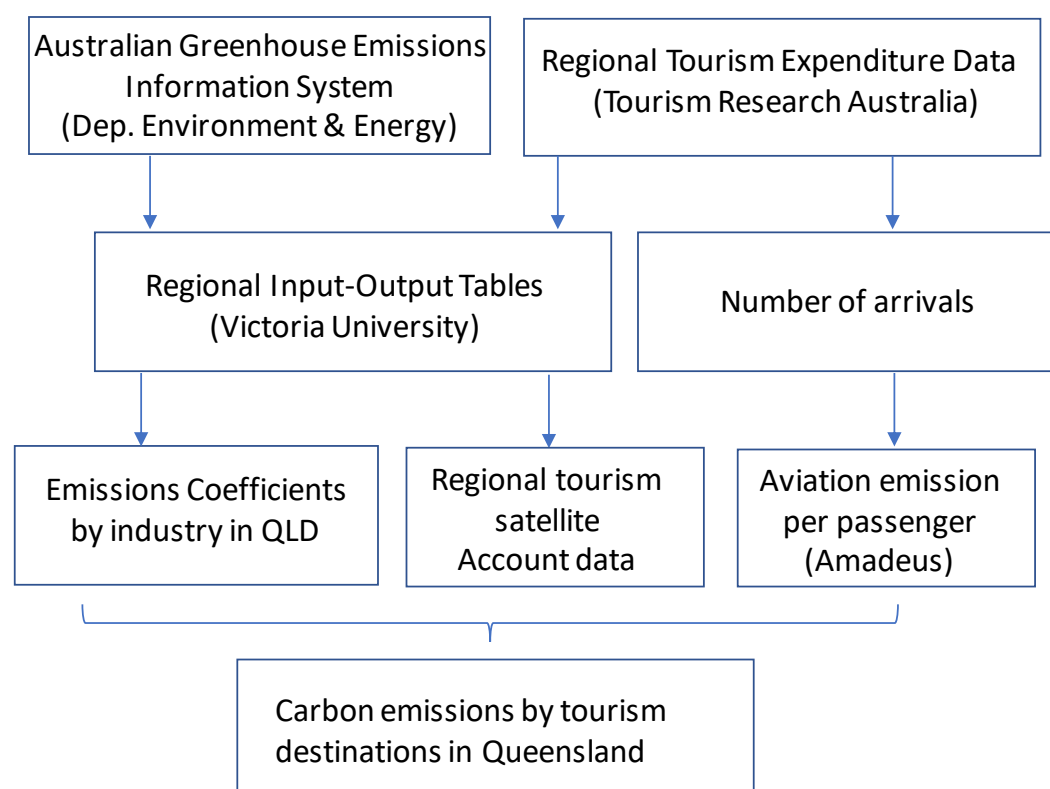 Australian Greenhouse Emissions
Information System
(Dep. Environment & Energy)
Regional Tourism Expenditure Data
(Tourism Research Australia)
Regional Input-Output Tables
(Victoria University)
Number of arrivals
Emissions Coefficients
by industry in QLD
Regional tourism
satellite
Account data
Aviation emission
per passenger
(Amadeus)
Carbon emissions by tourism
destinations in Queensland